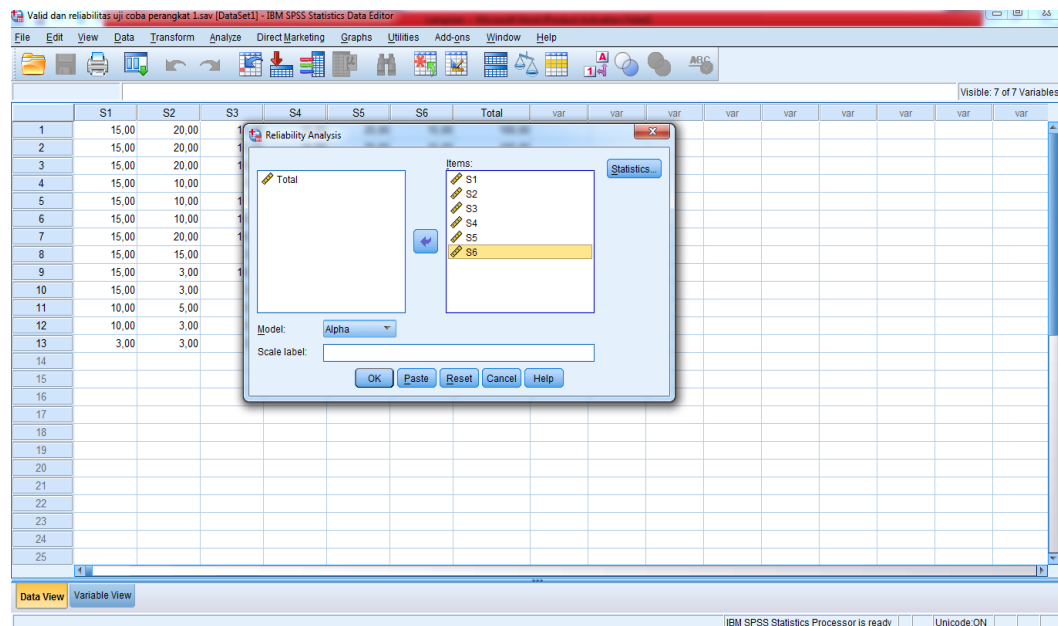 Valid dan reliabilitas uji coba perangkat 1.sav [DataSet1] - IBM SPSS Statistics Data Editor
File Edit View Data Transform Analyze Direct Marketing Graphs Utilities Add-ons Window Help
Visible: 7 of 7 Variables
S1 S2 S3 S4 S5 S6 Total var var var var var var var var var
1 15,00 20,00 1
2 15,00 20,00 1
3 15,00 20,00 1
4 15,00 10,00
5 15,00 10,00 1
6 15,00 10,00 1
7 15,00 20,00 1
8 15,00 15,00
9 15,00 3,00 1
10 15,00 3,00
11 10,00 5,00
12 10,00 3,00
13 3,00 3,00
14
15
16
17
18
19
20
21
22
23
24
25
Reliability Analysis
Items:
Total
S1
S2
S3
S4
S5
S6
Statistics...
Model: Alpha
Scale label:
OK Paste Reset Cancel Help
Data View Variable View
IBM SPSS Statistics Processor is ready Unicode:ON